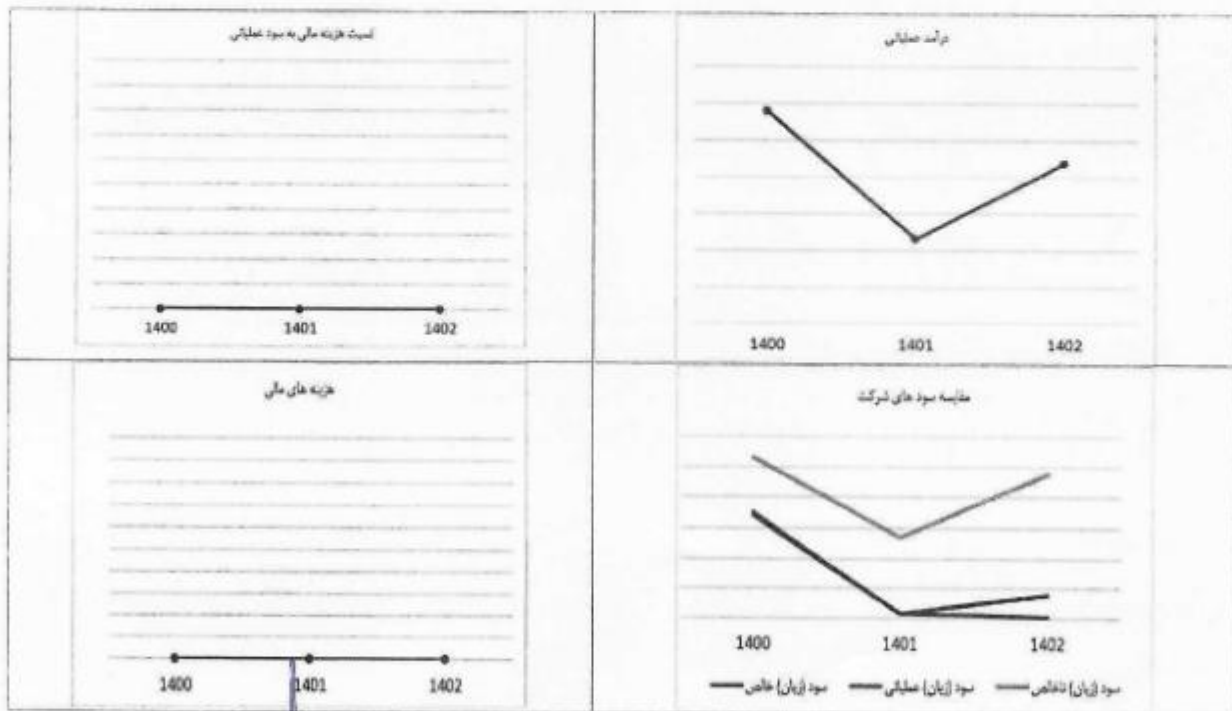 درآمد عملیاتی
1400 1401 1402
نسبت هزینه مالی به سود عملیاتی
1400 1401 1402
مقایسه سود های شرکت
1400 1401 1402
سود (زیان) ناخالص سود (زیان) عملیاتی سود (زیان) خالص
هزینه های مالی
1400 1401 1402